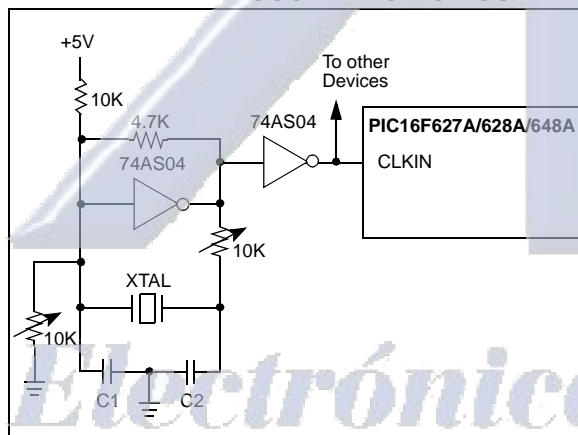 +5V
10K
4.7K
74AS04
74AS04
To other
Devices
PIC16F627A/628A/648A
CLKIN
10K
XTAL
10K
C1
C2
Electrónica